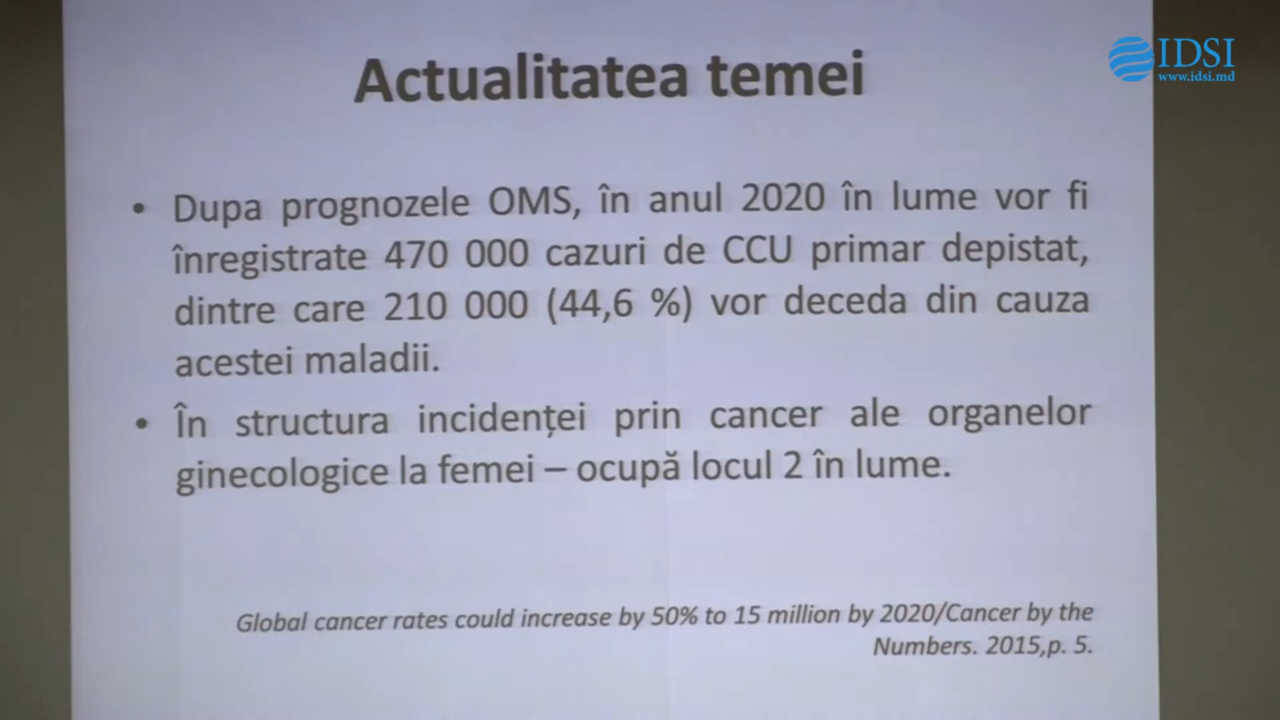 IDSI
www.idsi.md
Actualitatea temei
• Dupa prognozele OMS, în anul 2020 în lume vor fi
înregistrate 470 000 cazuri de CCU primar depistat,
dintre care 210 000 (44,6 %) vor deceda din cauza
acestei maladii.
• În structura incidenței prin cancer ale organelor
ginecologice la femei – ocupă locul 2 în lume.
Global cancer rates could increase by 50% to 15 million by 2020/Cancer by the
Numbers. 2015,p. 5.